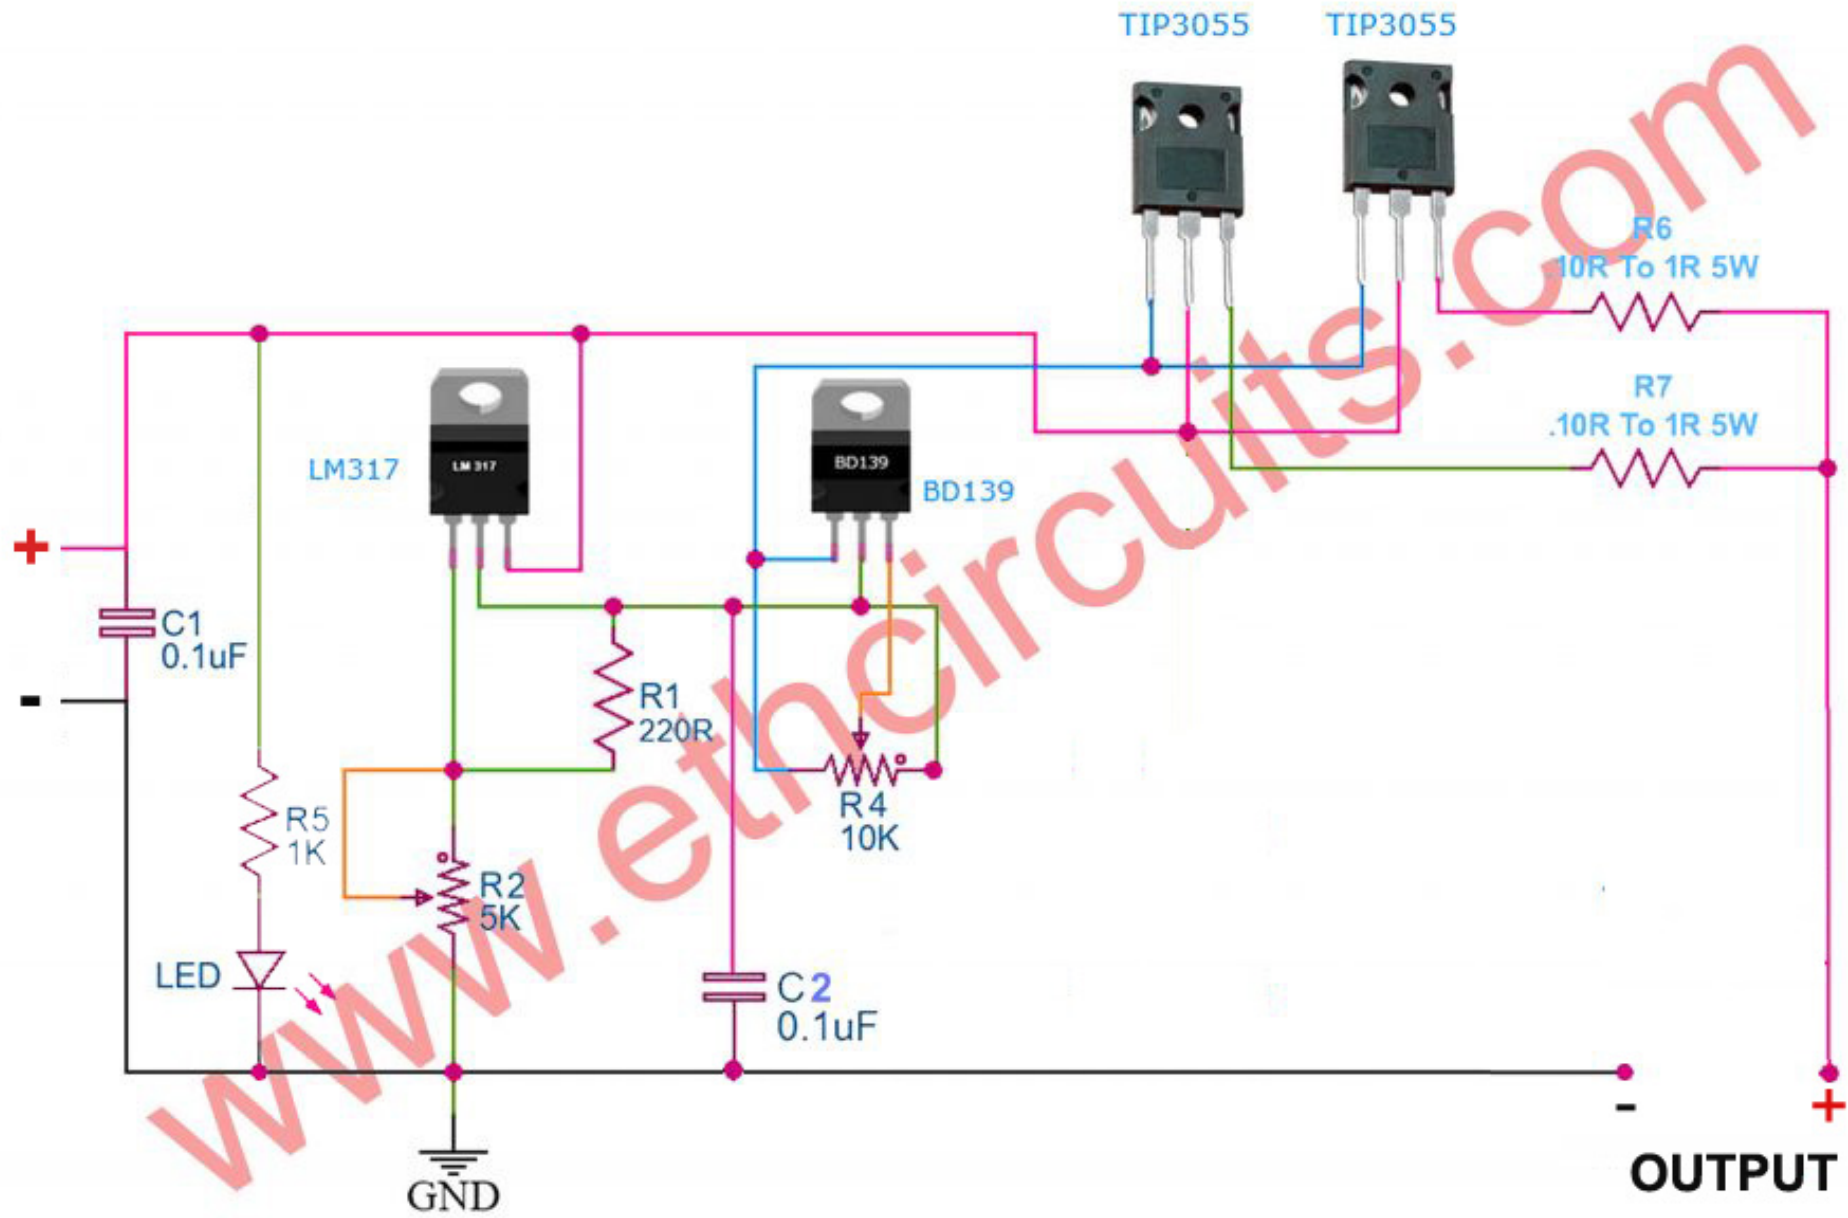 TIP3055 TIP3055
R6
.10R To 1R 5W
R7
.10R To 1R 5W
LM317
LM 317
BD139
BD139
+
C1
0.1uF
-
R1
220R
R4
10K
R5
1K
R2
5K
LED
C2
0.1uF
GND
-
+
OUTPUT
www.ethcircuits.com